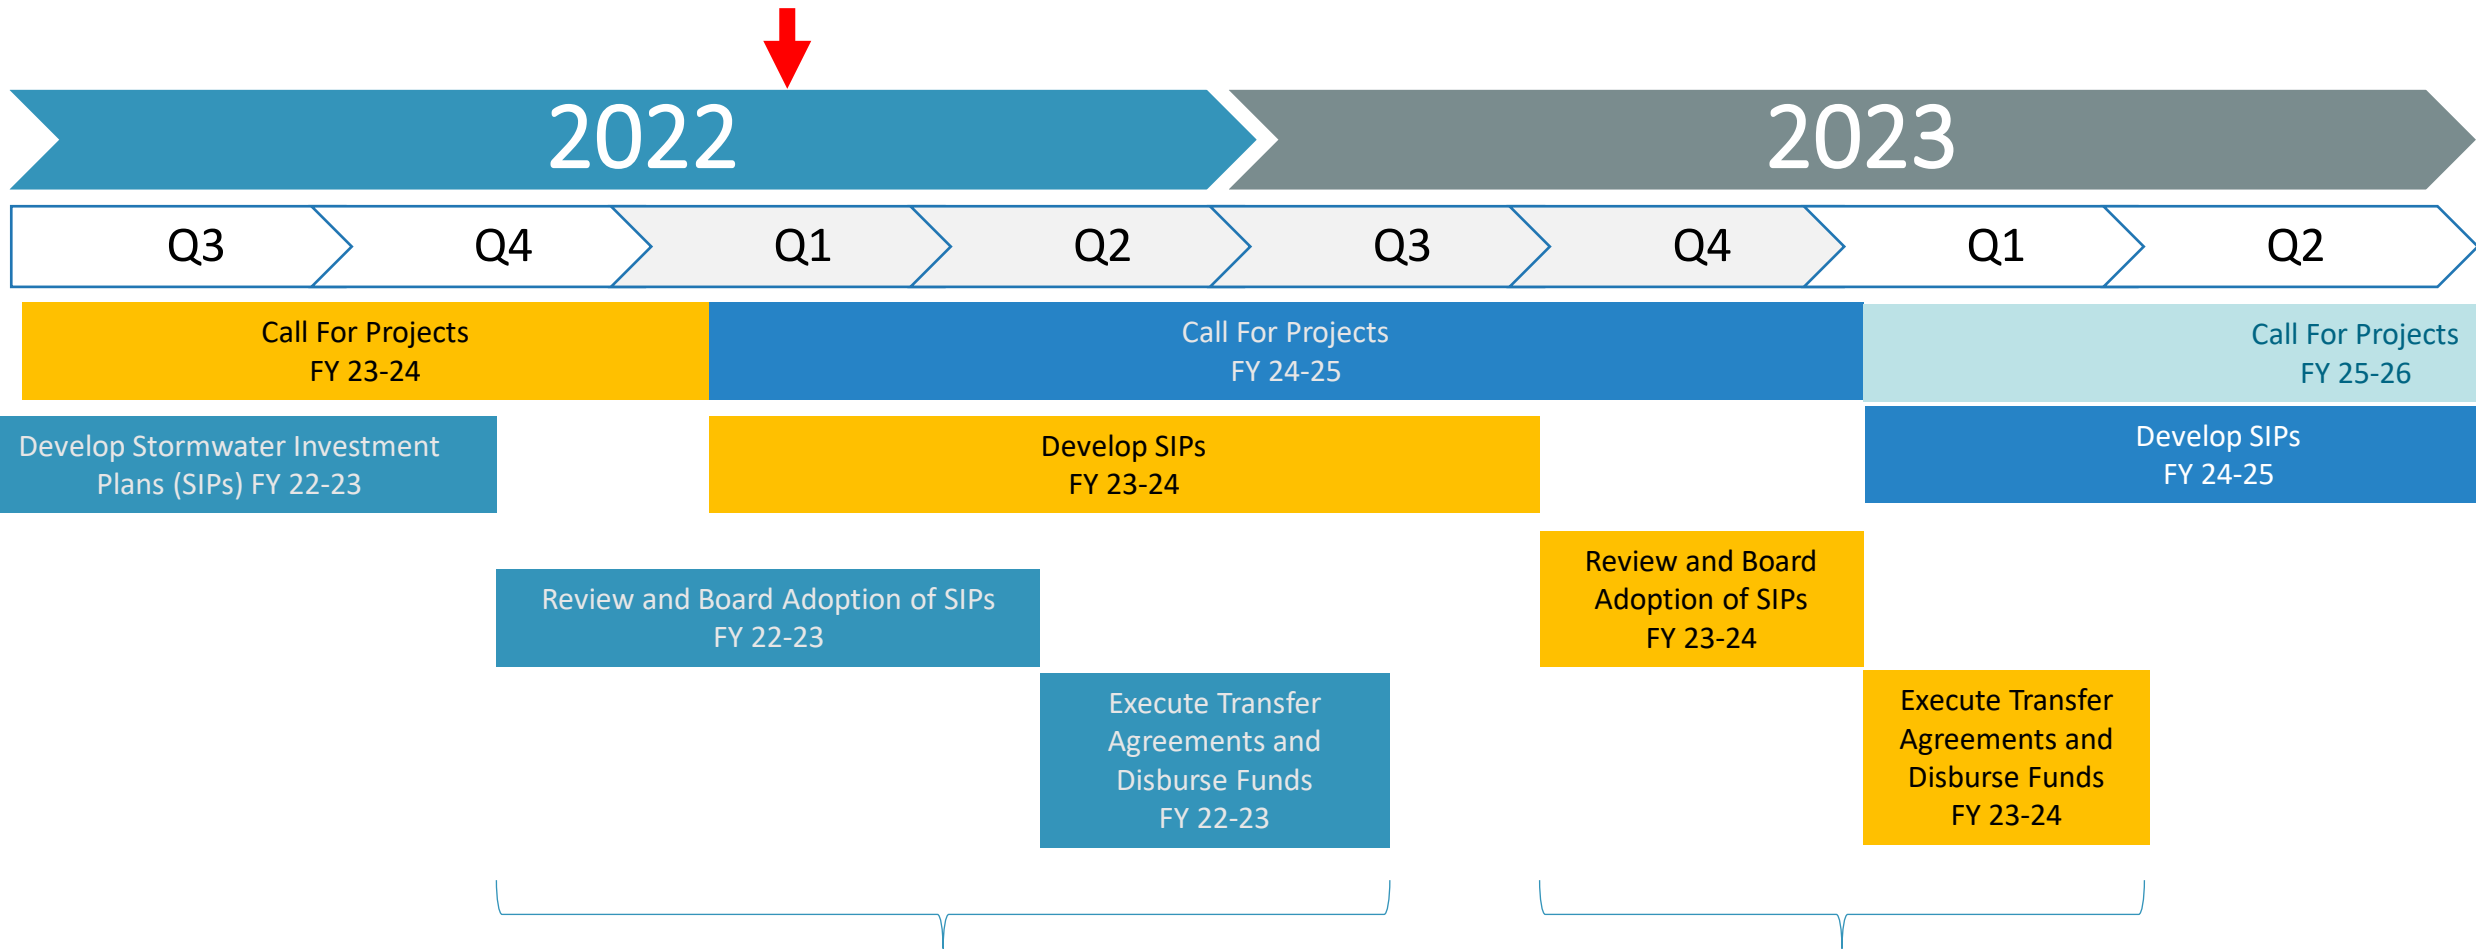 2022
2023
Q3
Q4
Q1
Q2
Q3
Q4
Q1
Q2
Call For Projects
FY 23-24
Call For Projects
FY 24-25
Call For Projects
FY 25-26
Develop Stormwater Investment
Plans (SIPs) FY 22-23
Develop SIPs
FY 23-24
Develop SIPs
FY 24-25
Review and Board Adoption of SIPs
FY 22-23
Review and Board
Adoption of SIPs
FY 23-24
Execute Transfer
Agreements and
Disburse Funds
FY 22-23
Execute Transfer
Agreements and
Disburse Funds
FY 23-24